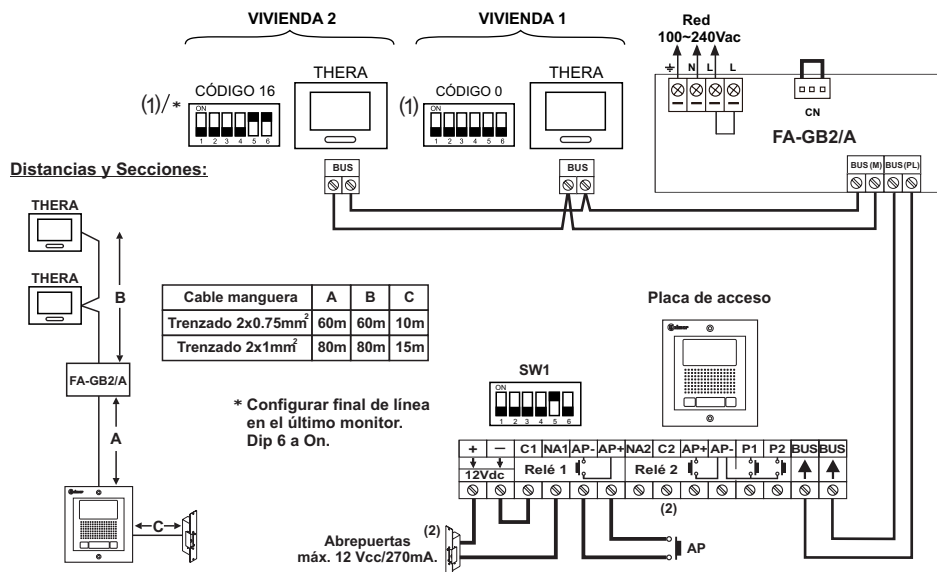 VIVIENDA 2
VIVIENDA 1
Red
100~240Vac
N L L
CN
FA-GB2/A
BUS (M) BUS (PL)
(1)/*
CÓDIGO 16
ON
1 2 3 4 5 6
THERA
BUS
(1)
CÓDIGO 0
ON
1 2 3 4 5 6
THERA
BUS
Distancias y Secciones:
THERA
THERA
B
FA-GB2/A
A
C
Cable manguera A B C
Trenzado 2x0.75mm² 60m 60m 10m
Trenzado 2x1mm² 80m 80m 15m
* Configurar final de línea
en el último monitor.
Dip 6 a On.
Placa de acceso
SW1
ON
1 2 3 4 5 6
+ – C1 NA1 AP- AP+ NA2 C2 AP+ AP- P1 P2 BUS BUS
12Vdc Relé 1 Relé 2
(2)
(2)
Abrepuertas
máx. 12 Vcc/270mA.
AP